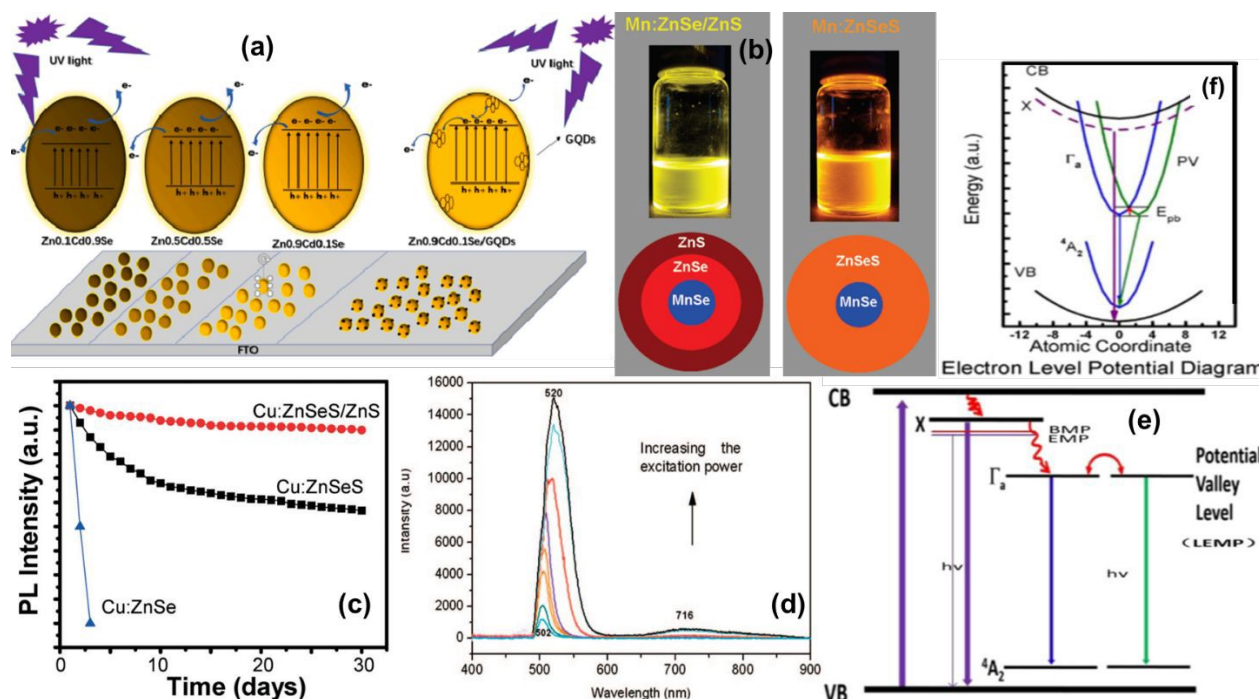 (a)
UV light
UV light
e-
e-
e-
e-
e-
e- e- e- e-
e- e- e- e-
e- e- e- e-
e- e- e- e-
e-
e-
e-
GQDs
h+ h+ h+ h+
h+ h+ h+ h+
h+ h+ h+ h+
h+ h+ h+ h+
Zn0.1Cd0.9Se
Zn0.5Cd0.5Se
Zn0.9Cd0.1Se
Zn0.9Cd0.1Se/GQDs
FTO
Mn:ZnSe/ZnS
(b)
Mn:ZnSeS
ZnS
ZnSe
MnSe
ZnSeS
MnSe
(f)
CB
X
Γa
PV
Epb
4A2
VB
Energy (a.u.)
-12 -8 -4 0 4 8 12
Atomic Coordinate
Electron Level Potential Diagram
PL Intensity (a.u.)
Cu:ZnSeS/ZnS
Cu:ZnSeS
Cu:ZnSe
(c)
0 10 20 30
Time (days)
Intansity (a.u
16000
14000
12000
10000
8000
6000
4000
2000
0
520
Increasing the
excitation power
502
716
(d)
400 500 600 700 800 900
Wavelength (nm)
CB
(e)
X
BMP
EMP
Γa
Potential
Valley
Level
(LEMP)
hv
hv
4A2
VB